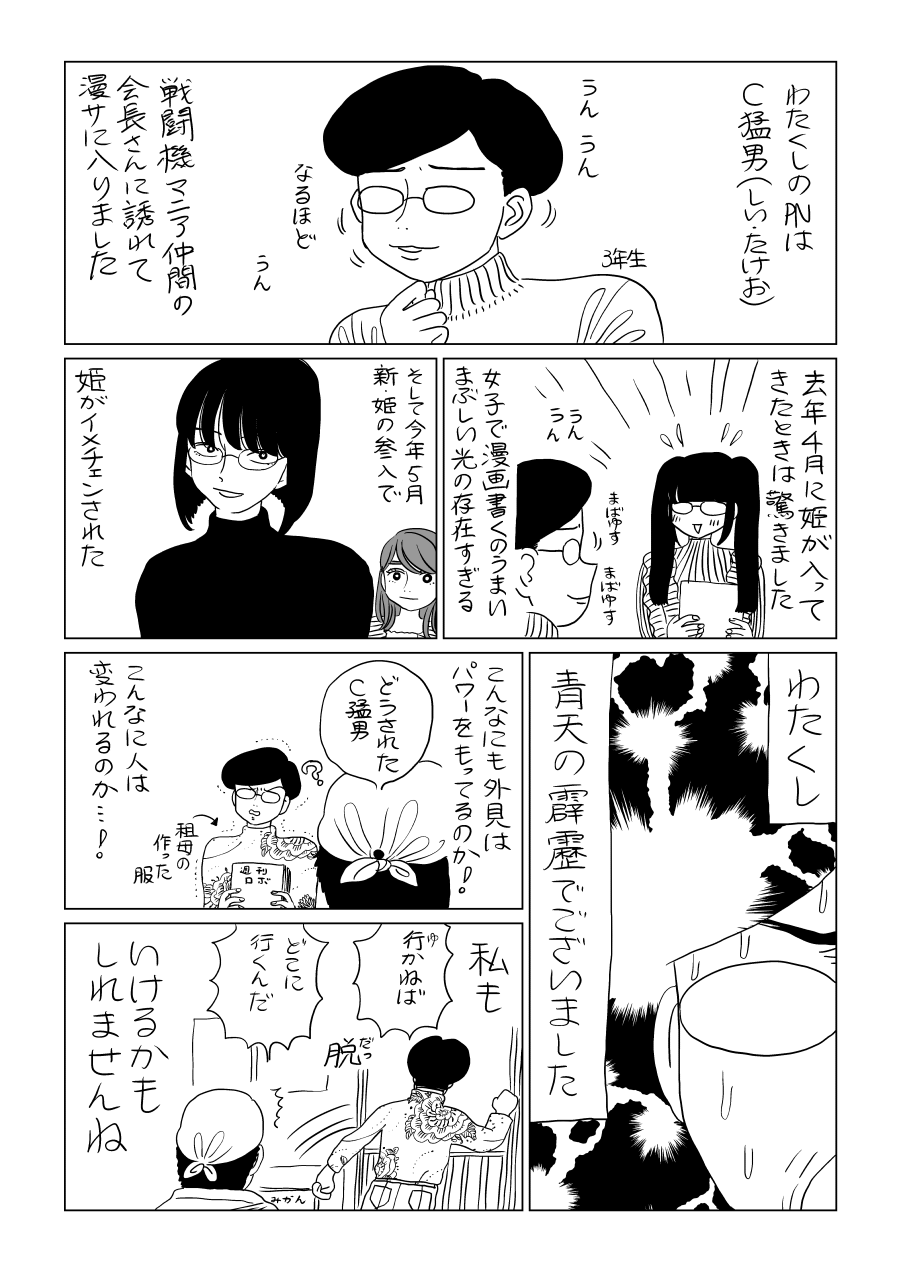 わたくしのPNは
C猛男(しい・たけお)
うん うん
3年生
なるほど
うん
戦闘機マニア仲間の
会長さんに誘れて
漫サに入りました
去年4月に姫が入って
きたときは驚きました
まばゆす
まばゆす
うん
うん
女子で漫画書くのうまい
まぶしい光の存在すぎる
そして今年5月
新・姫の参入で
姫がイメチェンされた
わたくし
青天の霹靂でございました
こんなにも外見は
パワーをもってるのか!
どうされた
C猛男
?
祖母の
作った
服
週刊
ロボ
こんなに人は
変われるのか…!
私も
行かねば
ゆ
どこに
行くんだ
脱
だっ
みかん
いけるかも
しれませんね